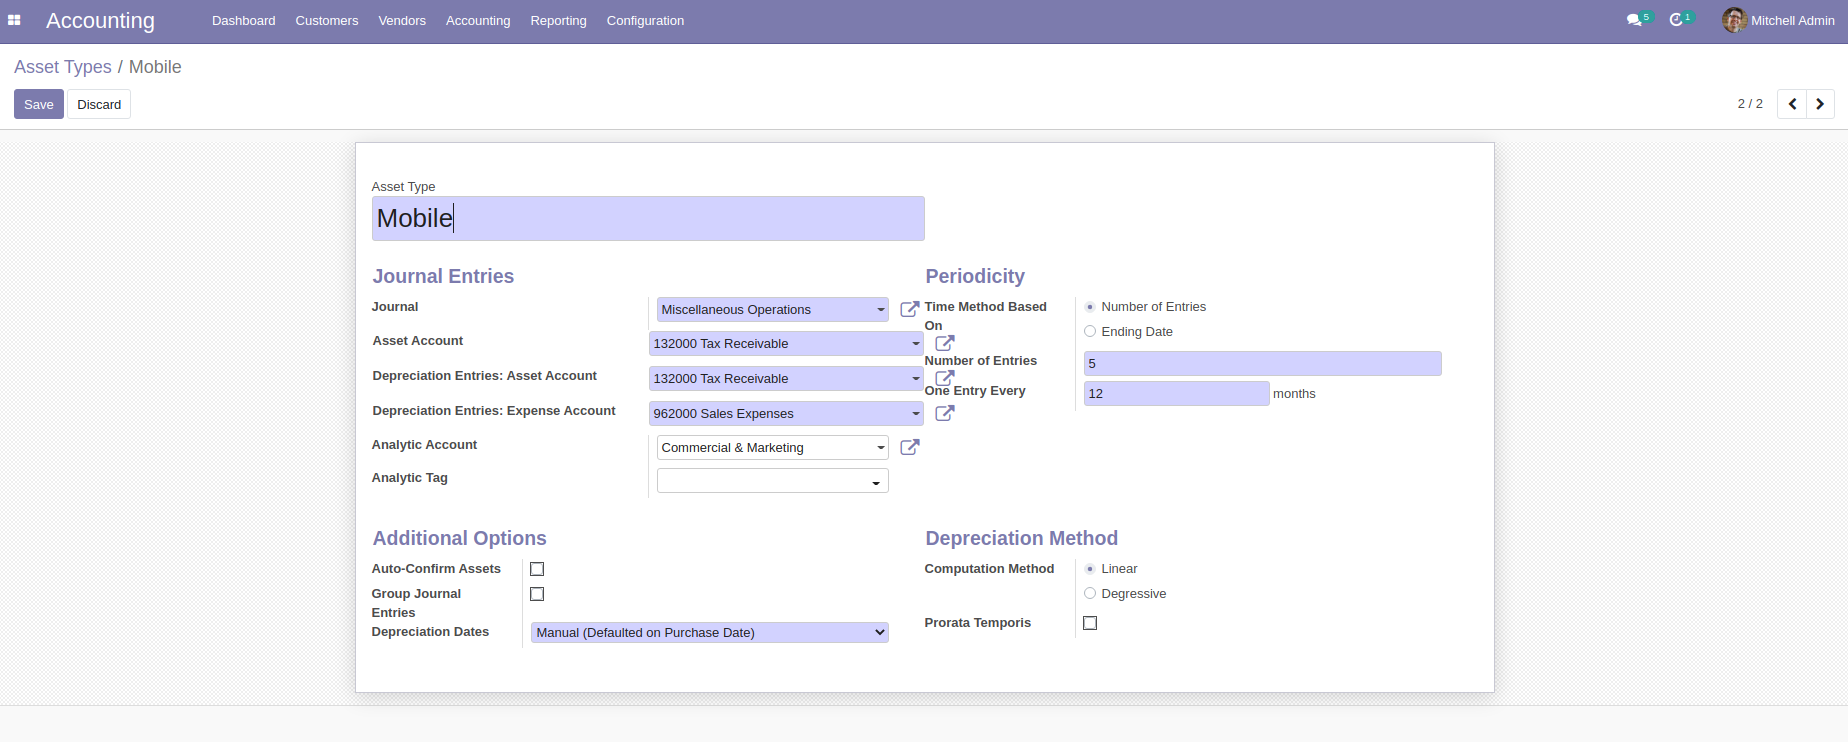 Accounting
Dashboard Customers Vendors Accounting Reporting Configuration
5 1 Mitchell Admin
Asset Types / Mobile
Save Discard
2 / 2
Asset Type
Mobile
Journal Entries
Journal
Miscellaneous Operations
Asset Account
132000 Tax Receivable
Depreciation Entries: Asset Account
132000 Tax Receivable
Depreciation Entries: Expense Account
962000 Sales Expenses
Analytic Account
Commercial & Marketing
Analytic Tag
Periodicity
Time Method Based
On
Number of Entries
Ending Date
Number of Entries
5
One Entry Every
12 months
Additional Options
Auto-Confirm Assets
Group Journal
Entries
Depreciation Dates
Manual (Defaulted on Purchase Date)
Depreciation Method
Computation Method
Linear
Degressive
Prorata Temporis